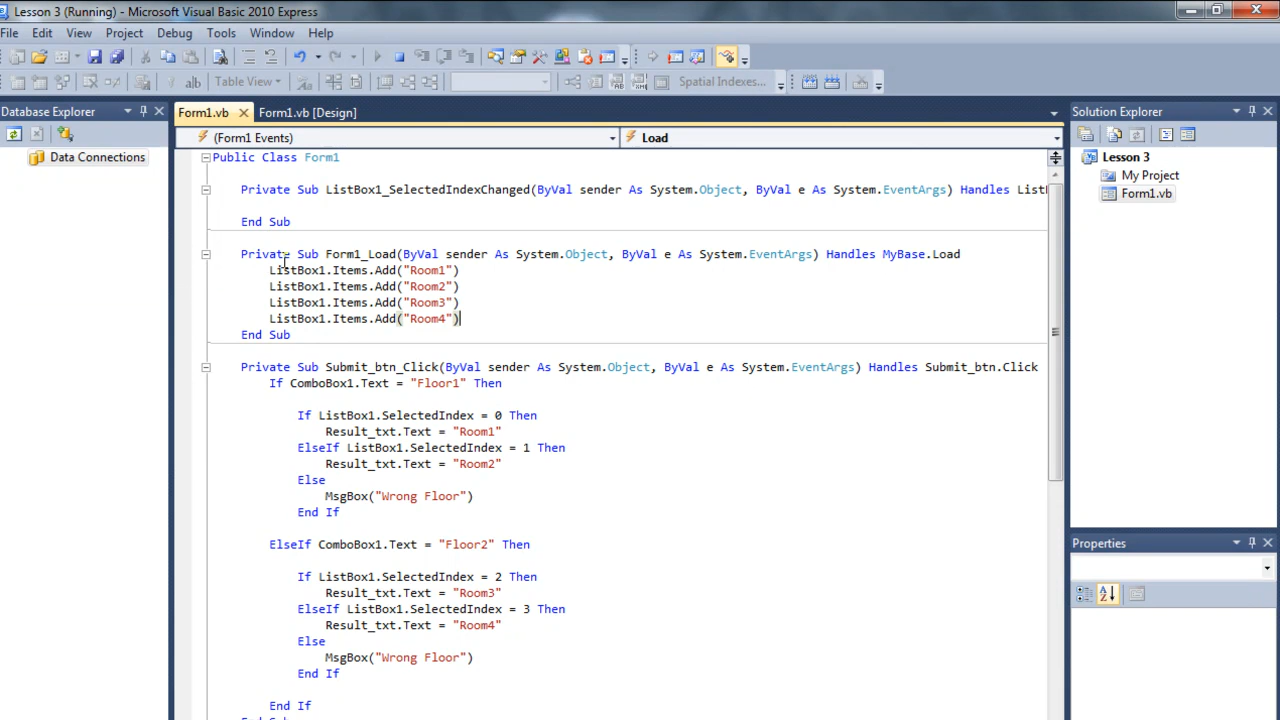 Lesson 3 (Running) - Microsoft Visual Basic 2010 Express
File Edit View Project Debug Tools Window Help
Table View
Spatial Indexes...
Database Explorer
Data Connections
Form1.vb
Form1.vb [Design]
(Form1 Events)
Load
Public Class Form1
Private Sub ListBox1_SelectedIndexChanged(ByVal sender As System.Object, ByVal e As System.EventArgs) Handles List
End Sub
Private Sub Form1_Load(ByVal sender As System.Object, ByVal e As System.EventArgs) Handles MyBase.Load
ListBox1.Items.Add("Room1")
ListBox1.Items.Add("Room2")
ListBox1.Items.Add("Room3")
ListBox1.Items.Add("Room4")
End Sub
Private Sub Submit_btn_Click(ByVal sender As System.Object, ByVal e As System.EventArgs) Handles Submit_btn.Click
If ComboBox1.Text = "Floor1" Then
If ListBox1.SelectedIndex = 0 Then
Result_txt.Text = "Room1"
ElseIf ListBox1.SelectedIndex = 1 Then
Result_txt.Text = "Room2"
Else
MsgBox("Wrong Floor")
End If
ElseIf ComboBox1.Text = "Floor2" Then
If ListBox1.SelectedIndex = 2 Then
Result_txt.Text = "Room3"
ElseIf ListBox1.SelectedIndex = 3 Then
Result_txt.Text = "Room4"
Else
MsgBox("Wrong Floor")
End If
End If
Solution Explorer
Lesson 3
My Project
Form1.vb
Properties